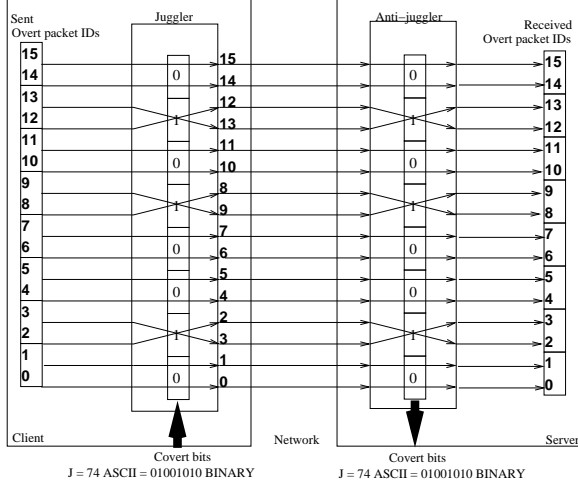 Sent
Overt packet IDs
Juggler
Anti-juggler
Received
Overt packet IDs
15 0 15 0 15
14 14 14
13 1 12 1 13
12 13 12
11 0 11 0 11
10 10 10
9 1 8 1 9
8 9 8
7 0 7 0 7
6 6 6
5 0 5 0 5
4 4 4
3 1 2 1 3
2 3 2
1 0 1 0 1
0 0 0
Client
Network
Server
Covert bits
J = 74 ASCII = 01001010 BINARY
Covert bits
J = 74 ASCII = 01001010 BINARY